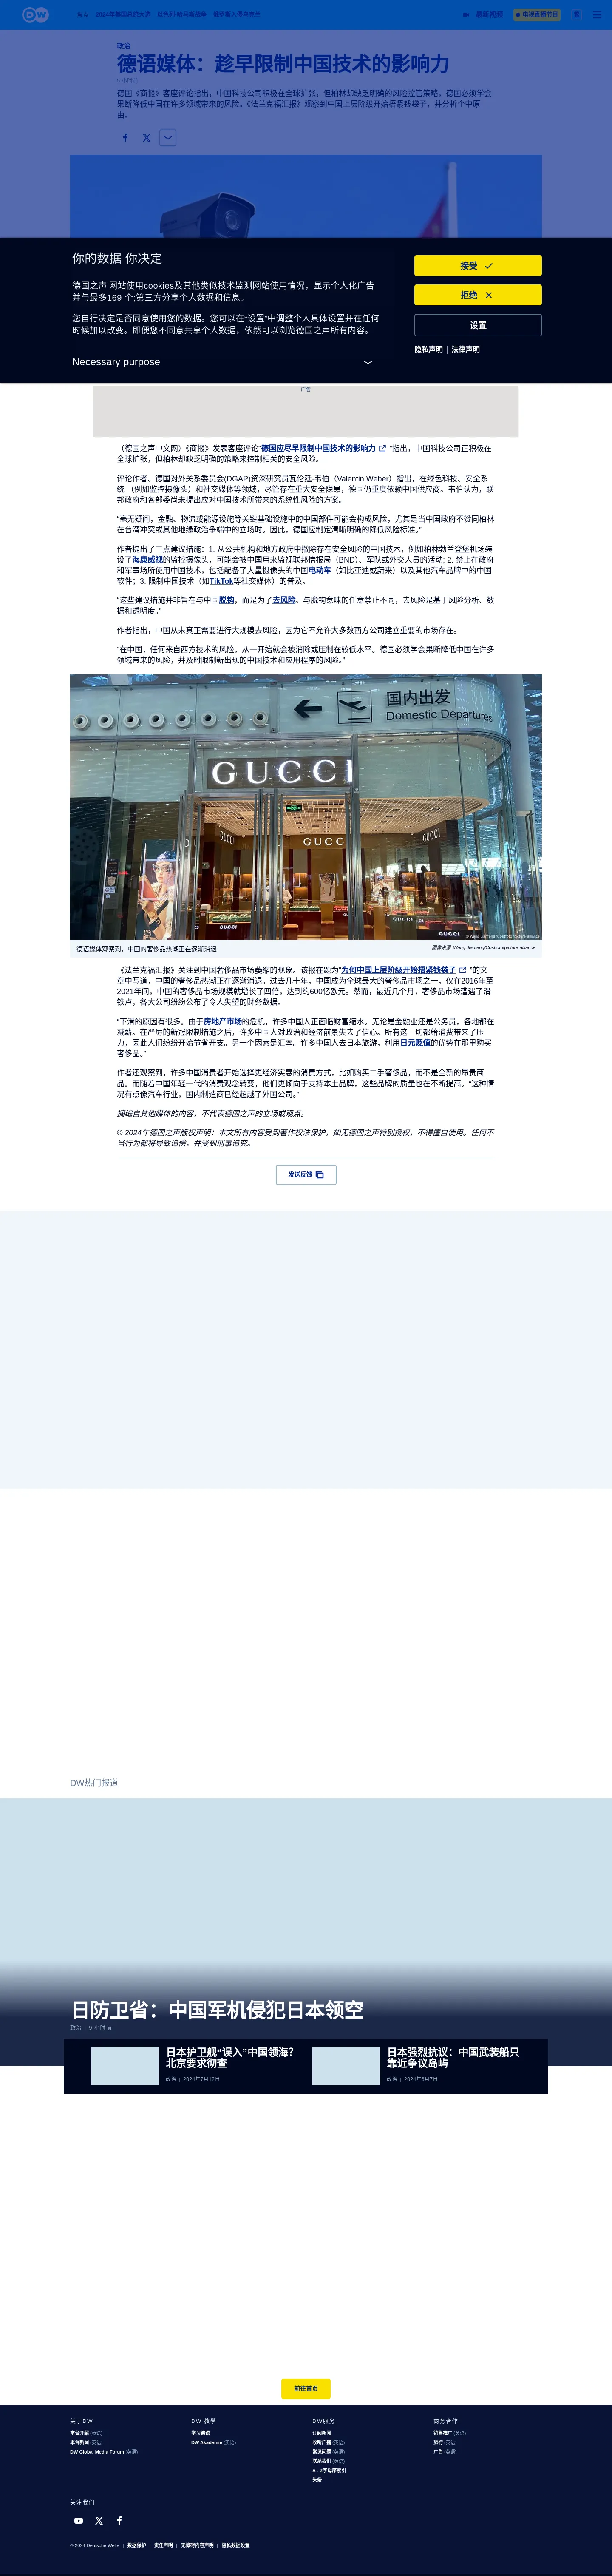 DW
2024年美国总统大选
以色列-哈马斯战争
俄罗斯入侵乌克兰
最新视频
电视直播节目
政治
德语媒体：趁早限制中国技术的影响力
5 小时前
德国《商报》客座评论指出，中国科技公司积极在全球扩张，但柏林却缺乏明确的风险控管策略，德国必须学会
果断降低中国在许多领域带来的风险。《法兰克福汇报》观察到中国上层阶级开始捂紧钱袋子，并分析个中原
由。
你的数据 你决定
德国之声'网站使用cookies及其他类似技术监测网站使用情况，显示个人化广告
并与最多169 个;第三方分享个人数据和信息。
您自行决定是否同意使用您的数据。您可以在“设置”中调整个人具体设置并在任何
时候加以改变。即便您不同意共享个人数据，依然可以浏览德国之声所有内容。
Necessary purpose
接受
拒绝
设置
隐私声明 | 法律声明
广告
（德国之声中文网）《商报》发表客座评论“德国应尽早限制中国技术的影响力 ”指出，中国科技公司正积极在
全球扩张，但柏林却缺乏明确的策略来控制相关的安全风险。
评论作者、德国对外关系委员会(DGAP)资深研究员瓦伦廷·韦伯（Valentin Weber）指出，在绿色科技、安全系
统 （例如监控摄像头）和社交媒体等领域，尽管存在重大安全隐患，德国仍重度依赖中国供应商。韦伯认为，联
邦政府和各部委尚未提出应对中国技术所带来的系统性风险的方案。
“毫无疑问，金融、物流或能源设施等关键基础设施中的中国部件可能会构成风险，尤其是当中国政府不赞同柏林
在台湾冲突或其他地缘政治争端中的立场时。因此，德国应制定清晰明确的降低风险标准。”
作者提出了三点建议措施：1. 从公共机构和地方政府中撤除存在安全风险的中国技术，例如柏林勃兰登堡机场装
设了海康威视的监控摄像头，可能会被中国用来监视联邦情报局（BND）、军队或外交人员的活动; 2. 禁止在政府
和军事场所使用中国技术，包括配备了大量摄像头的中国电动车（如比亚迪或蔚来）以及其他汽车品牌中的中国
软件；3. 限制中国技术（如TikTok等社交媒体）的普及。
“这些建议措施并非旨在与中国脱钩，而是为了去风险。与脱钩意味的任意禁止不同，去风险是基于风险分析、数
据和透明度。”
作者指出，中国从未真正需要进行大规模去风险，因为它不允许大多数西方公司建立重要的市场存在。
“在中国，任何来自西方技术的风险，从一开始就会被消除或压制在较低水平。德国必须学会果断降低中国在许多
领域带来的风险，并及时限制新出现的中国技术和应用程序的风险。”
国内出发
Domestic Departures
GUCCI
GUCCI
GUCCI
GUCCI
© Wang Jianfeng/Costfoto/picture alliance
德语媒体观察到，中国的奢侈品热潮正在逐渐消退
图像来源 Wang Jianfeng/Costfoto/picture alliance
《法兰克福汇报》关注到中国奢侈品市场萎缩的现象。该报在题为“为何中国上层阶级开始捂紧钱袋子 ”的文
章中写道，中国的奢侈品热潮正在逐渐消退。过去几十年，中国成为全球最大的奢侈品市场之一，仅在2016年至
2021年期间，中国的奢侈品市场规模就增长了四倍，达到约600亿欧元。然而，最近几个月，奢侈品市场遭遇了滑
铁卢，各大公司纷纷公布了令人失望的财务数据。
“下滑的原因有很多。由于房地产市场的危机，许多中国人正面临财富缩水。无论是金融业还是公务员，各地都在
减薪。在严厉的新冠限制措施之后，许多中国人对政治和经济前景失去了信心。所有这一切都给消费带来了压
力，因此人们纷纷开始节省开支。另一个因素是汇率。许多中国人去日本旅游，利用日元贬值的优势在那里购买
奢侈品。”
作者还观察到，许多中国消费者开始选择更经济实惠的消费方式，比如购买二手奢侈品，而不是全新的昂贵商
品。而随着中国年轻一代的消费观念转变，他们更倾向于支持本土品牌，这些品牌的质量也在不断提高。“这种情
况有点像汽车行业，国内制造商已经超越了外国公司。”
摘编自其他媒体的内容，不代表德国之声的立场或观点。
© 2024年德国之声版权声明：本文所有内容受到著作权法保护，如无德国之声特别授权，不得擅自使用。任何不
当行为都将导致追偿，并受到刑事追究。
发送反馈
DW热门报道
日防卫省：中国军机侵犯日本领空
政治 | 9 小时前
日本护卫舰“误入”中国领海？
北京要求彻查
政治 | 2024年7月12日
日本强烈抗议：中国武装船只
靠近争议岛屿
政治 | 2024年6月7日
前往首页
关于DW
本台介绍 (英语)
本台新闻 (英语)
DW Global Media Forum (英语)
DW 教學
学习德语
DW Akademie (英语)
DW服务
订阅新闻
收听广播 (英语)
常见问题 (英语)
联系我们 (英语)
A - Z字母序索引
头条
商务合作
销售推广 (英语)
旅行 (英语)
广告 (英语)
关注我们
© 2024 Deutsche Welle | 数据保护 | 责任声明 | 无障碍内容声明 | 隐私数据设置